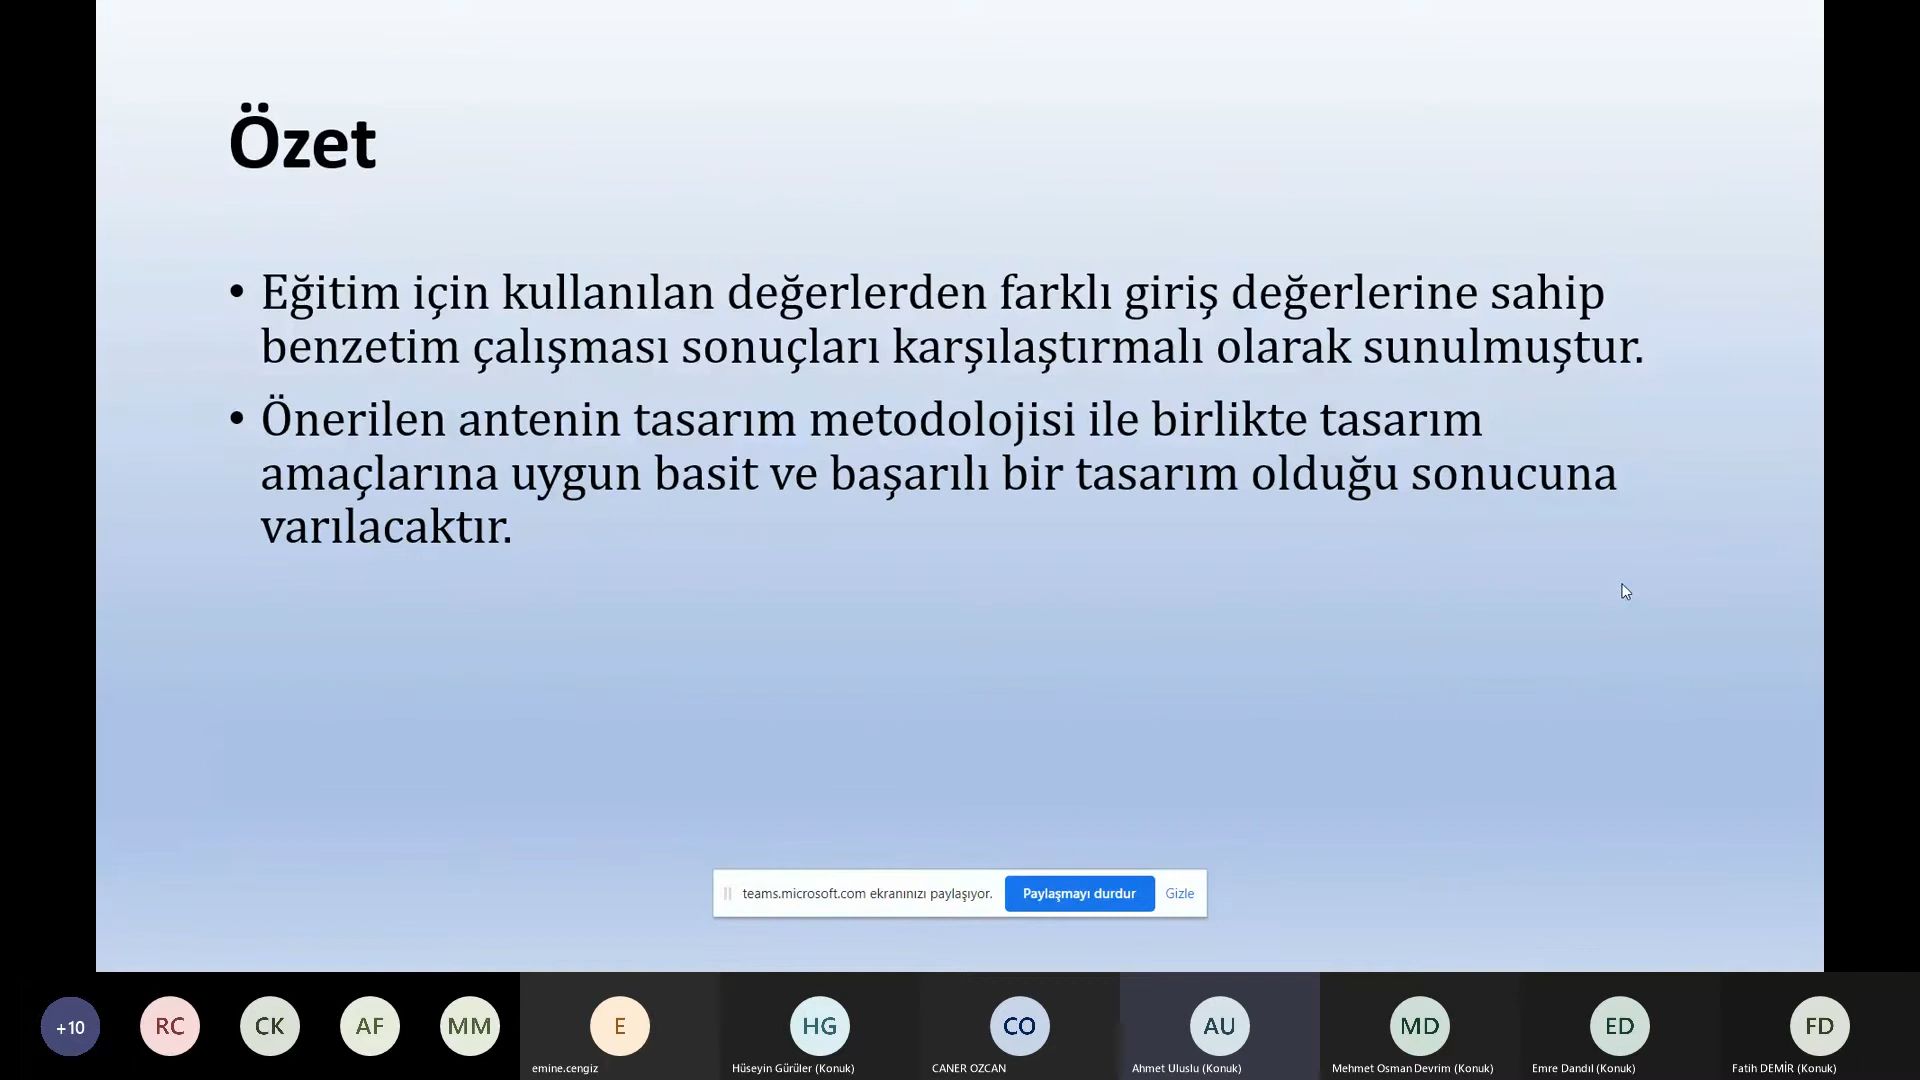 Özet
• Eğitim için kullanılan değerlerden farklı giriş değerlerine sahip
benzetim çalışması sonuçları karşılaştırmalı olarak sunulmuştur.
• Önerilen antenin tasarım metodolojisi ile birlikte tasarım
amaçlarına uygun basit ve başarılı bir tasarım olduğu sonucuna
varılacaktır.
teams.microsoft.com ekranınızı paylaşıyor. Paylaşmayı durdur Gizle
+10 RC CK AF MM E HG CO AU MD ED FD
emine.cengiz Hüseyin Gürüler (Konuk) CANER OZCAN Ahmet Uluslu (Konuk) Mehmet Osman Devrim (Konuk) Emre Dandıl (Konuk) Fatih DEMİR (Konuk)